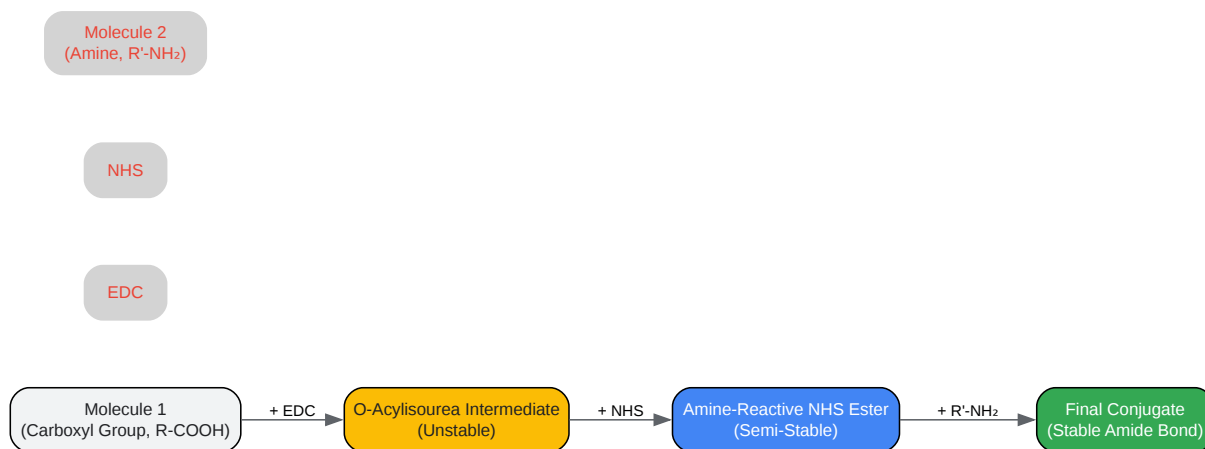 Molecule 2
(Amine, R'-NH₂)
NHS
EDC
Molecule 1
(Carboxyl Group, R-COOH)
+ EDC
O-Acylisourea Intermediate
(Unstable)
+ NHS
Amine-Reactive NHS Ester
(Semi-Stable)
+ R'-NH₂
Final Conjugate
(Stable Amide Bond)